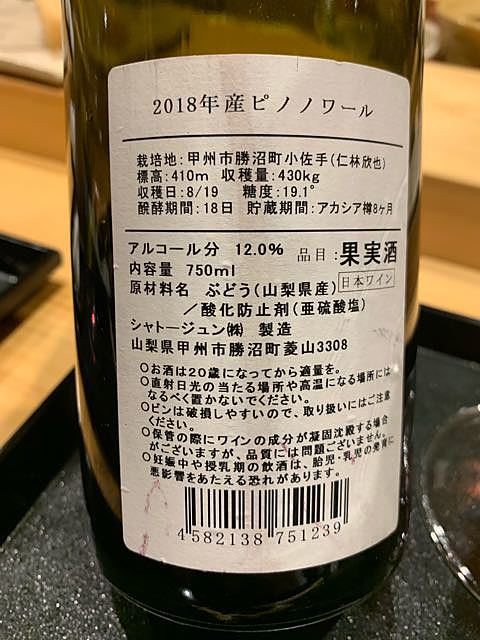 2018年産ピノノワール
栽培地:甲州市勝沼町小佐手(仁林欣也)
標高:410m 収穫量:430kg
収穫日:8/19 糖度:19.1°
醗酵期間:18日 貯蔵期間:アカシア樽8ヶ月
アルコール分 12.0% 品目:果実酒
内容量 750ml 日本ワイン
原材料名 ぶどう(山梨県産)
/酸化防止剤(亜硫酸塩)
シャトージュン㈱ 製造
山梨県甲州市勝沼町菱山3308
○お酒は20歳になってから適量を。
○直射日光の当たる場所や高温になる場所には
なるべく置かないでください。
○ビンは破損しやすいので、取り扱いにはご注意
ください。
○保管の際にワインの成分が凝固沈殿する場合
がございますが、品質には問題ございません。
○妊娠中や授乳期の飲酒は、胎児・乳児の発育に
悪影響をあたえる恐れがあります。
4582138 751239